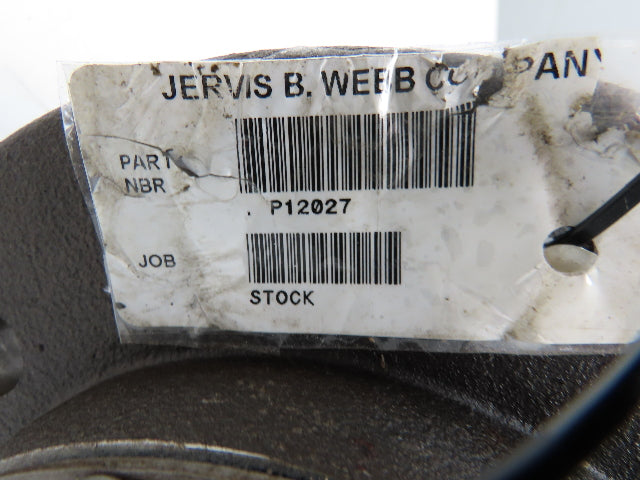 JERVIS B. WEBB COMPANY
PART
NBR
P12027
JOB
STOCK